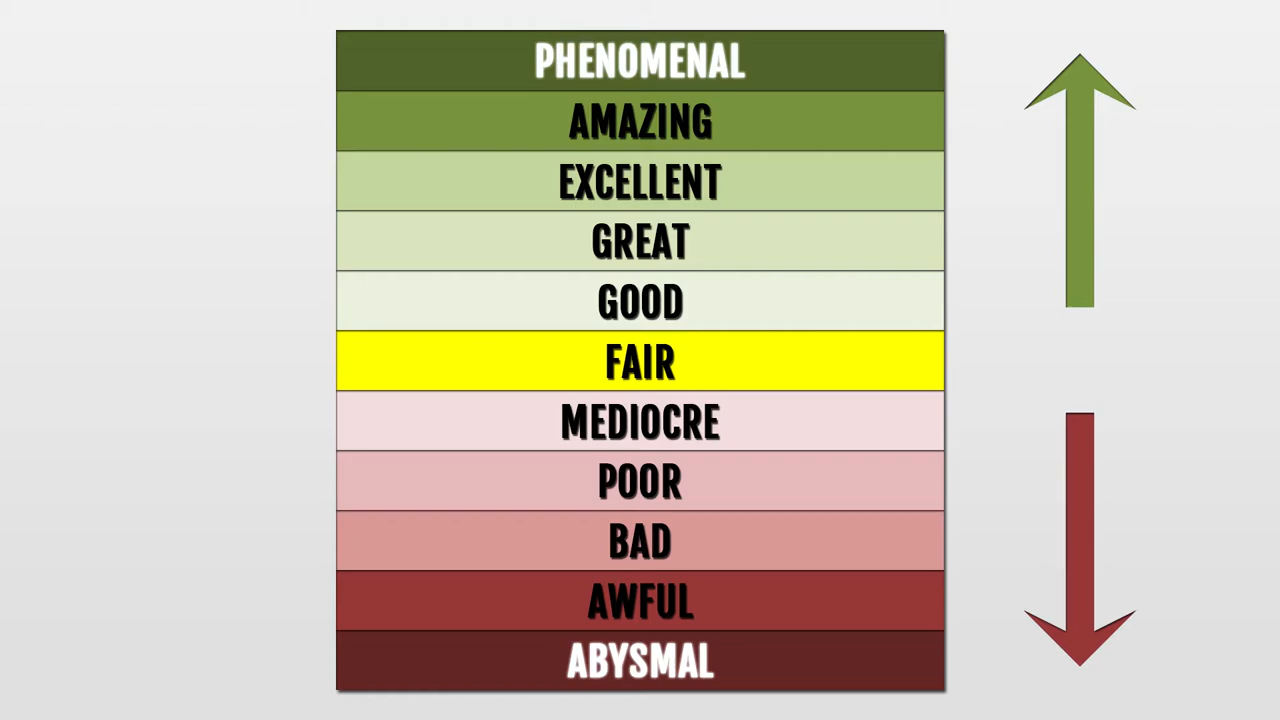 PHENOMENAL
AMAZING
EXCELLENT
GREAT
GOOD
FAIR
MEDIOCRE
POOR
BAD
AWFUL
ABYSMAL